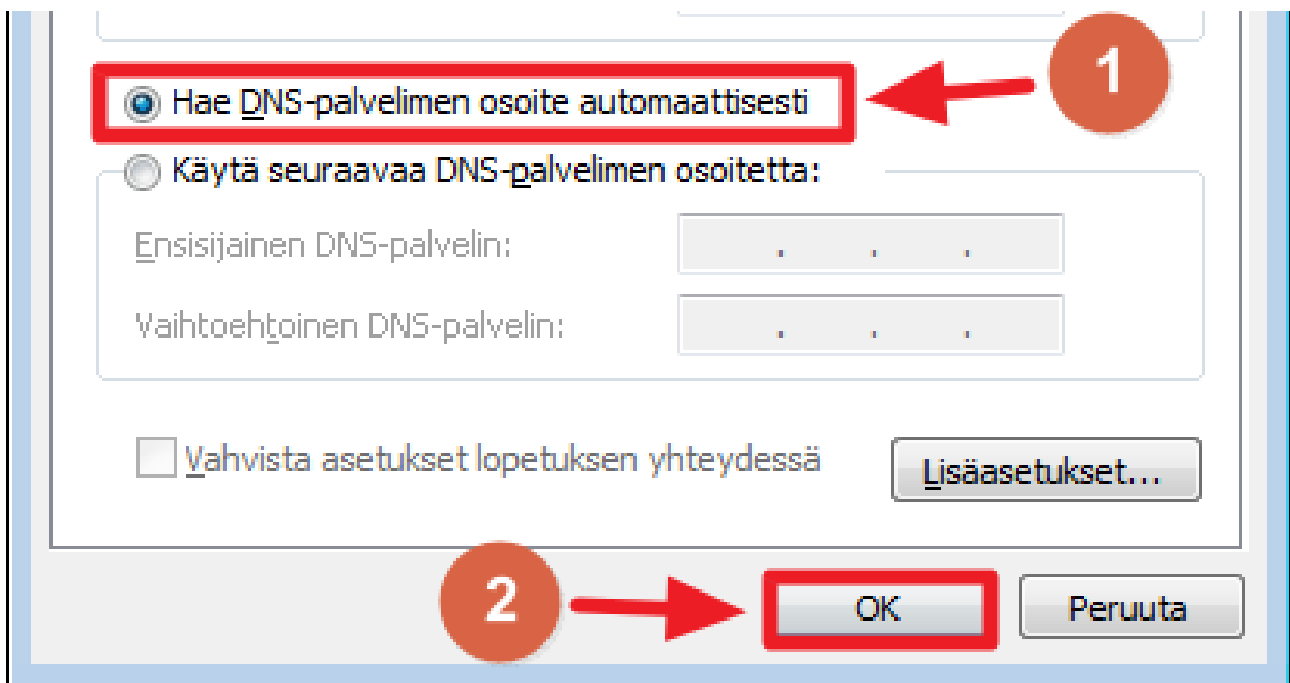 1
Hae DNS-palvelimen osoite automaattisesti
Käytä seuraavaa DNS-palvelimen osoitetta:
Ensisijainen DNS-palvelin:
. . .
Vaihtoehtoinen DNS-palvelin:
. . .
Vahvista asetukset lopetuksen yhteydessä
Lisäasetukset...
2
OK
Peruuta